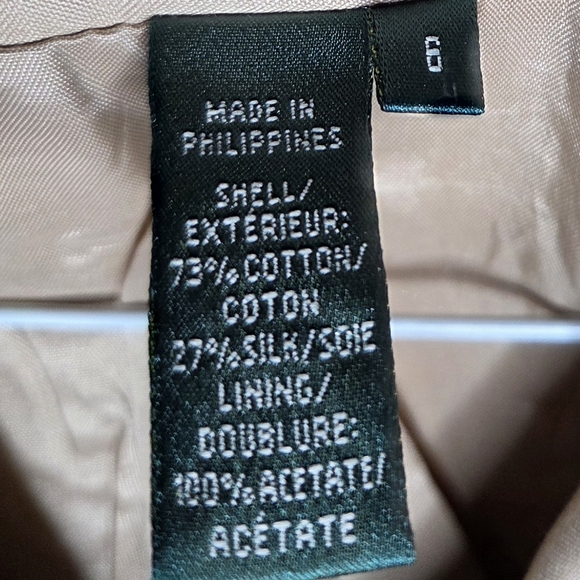 6
MADE IN
PHILIPPINES
SHELL/
EXTÉRIEUR:
73% COTTON/
COTON
27% SILK/SOIE
LINING/
DOUBLURE:
100% ACETATE/
ACÉTATE